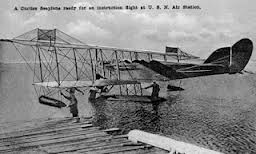 A Curtiss Seaplane ready for an instruction flight at U. S. N. Air Station,